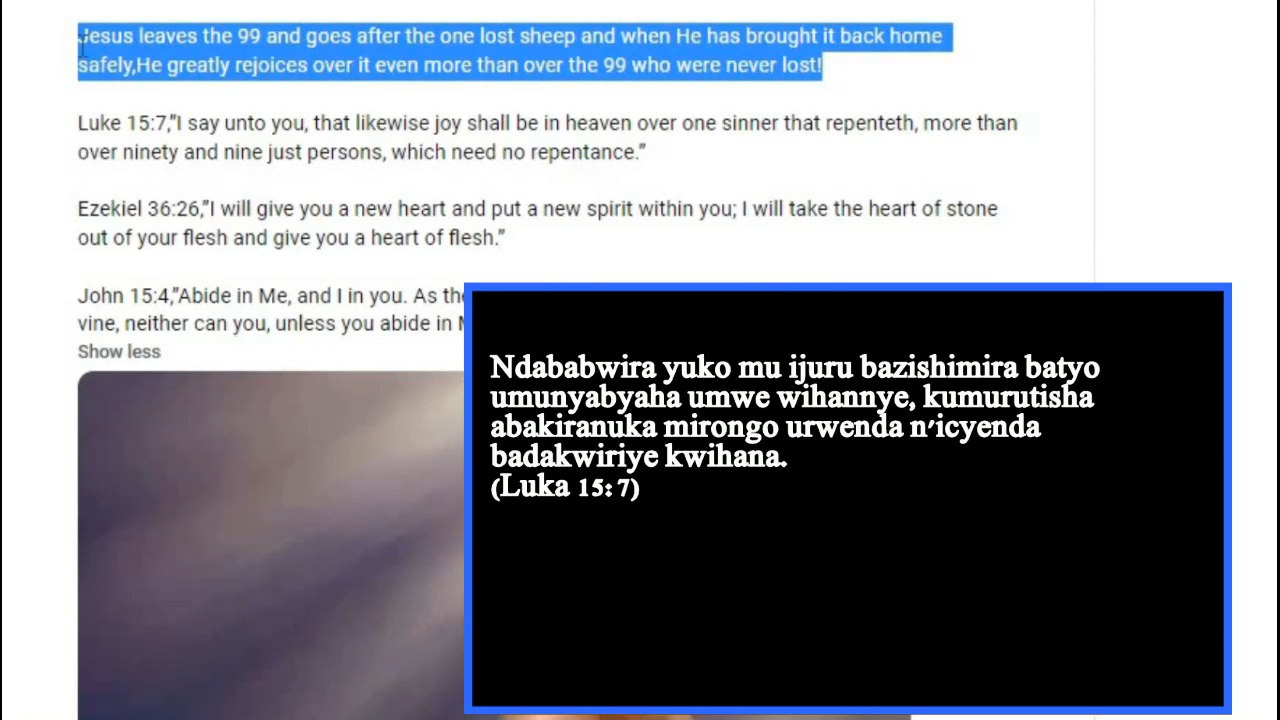 Jesus leaves the 99 and goes after the one lost sheep and when He has brought it back home
safely,He greatly rejoices over it even more than over the 99 who were never lost!
Luke 15:7,”I say unto you, that likewise joy shall be in heaven over one sinner that repenteth, more than
over ninety and nine just persons, which need no repentance.”
Ezekiel 36:26,”I will give you a new heart and put a new spirit within you; I will take the heart of stone
out of your flesh and give you a heart of flesh.”
John 15:4,”Abide in Me, and I in you. As
vine, neither can you, unless you abide in
Show less
Ndababwira yuko mu ijuru bazishimira batyo
umunyabyaha umwe wihannye, kumurutisha
abakiranuka mirongo urwenda n'icyenda
badakwiriye kwihana.
(Luka 15:7)